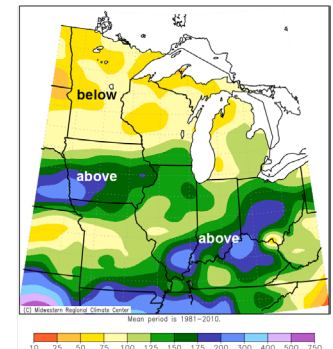 below
above
above
(C) Midwestern Regional Climate Center
Mean period is 1981–2010.
10 25 50 75 100 125 150 175 200 300 400 500 750